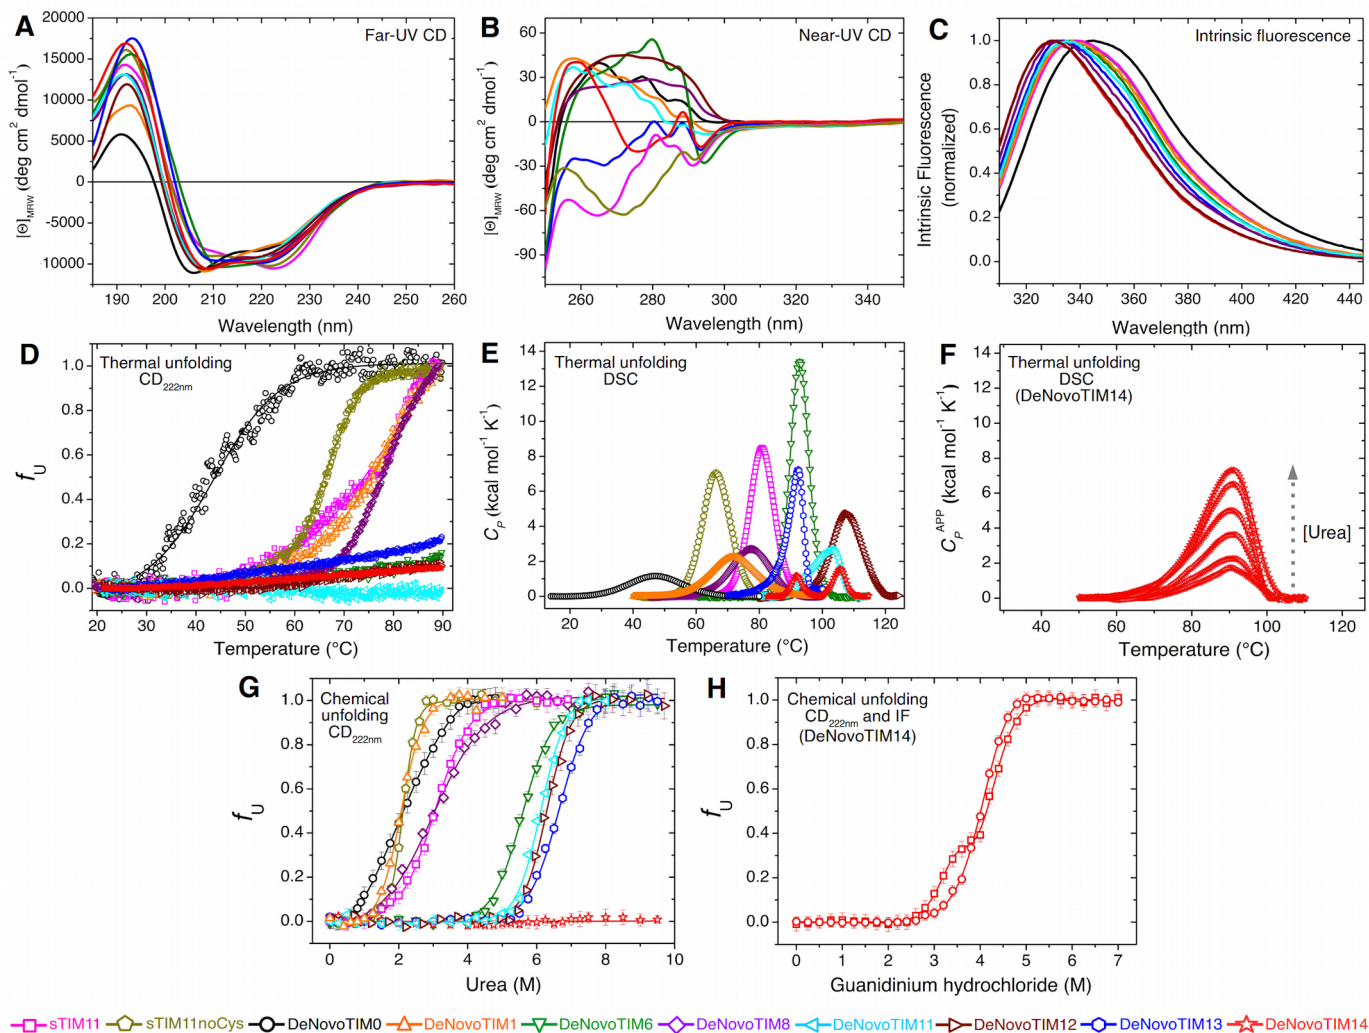 A
Far-UV CD
20000
15000
10000
5000
0
-5000
10000
[Θ]MRW (deg cm2 dmol-1)
190 200 210 220 230 240 250 260
Wavelength (nm)
B
Near-UV CD
60
30
0
-30
-60
-90
[Θ]MRW (deg cm2 dmol-1)
260 280 300 320 340
Wavelength (nm)
C
Intrinsic fluorescence
1.0
0.8
0.6
0.4
0.2
0.0
Intrinsic Fluorescence
(normalized)
320 340 360 380 400 420 440
Wavelength (nm)
D
Thermal unfolding
CD222nm
1.0
0.8
0.6
0.4
0.2
0.0
fU
20 30 40 50 60 70 80 90
Temperature (°C)
E
Thermal unfolding
DSC
14
12
10
8
6
4
2
0
CP (kcal mol-1 K-1)
20 40 60 80 100 120
Temperature (°C)
F
Thermal unfolding
DSC
(DeNovoTIM14)
14
12
10
8
6
4
2
0
CPAPP (kcal mol-1 K-1)
[Urea]
40 60 80 100 120
Temperature (°C)
G
Chemical
unfolding
CD222nm
1.0
0.8
0.6
0.4
0.2
0.0
fU
0 2 4 6 8 10
Urea (M)
H
Chemical unfolding
CD222nm and IF
(DeNovoTIM14)
1.0
0.8
0.6
0.4
0.2
0.0
fU
0 1 2 3 4 5 6 7
Guanidinium hydrochloride (M)
sTIM11 sTIM11noCys DeNovoTIM0 DeNovoTIM1 DeNovoTIM6 DeNovoTIM8 DeNovoTIM11 DeNovoTIM12 DeNovoTIM13 DeNovoTIM14